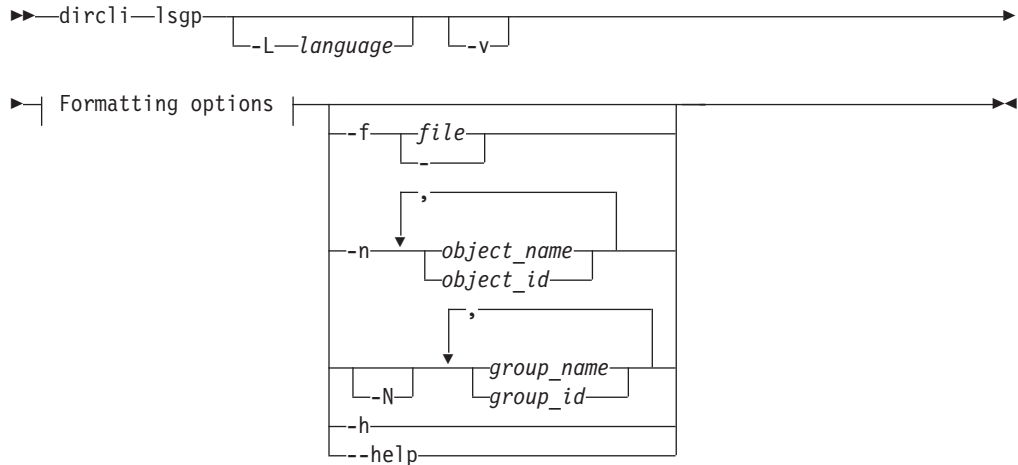 dircli lsgp
-L language -v
Formatting options
-f file
-
,
-n object_name
object_id
,
-N group_name
group_id
-h
--help